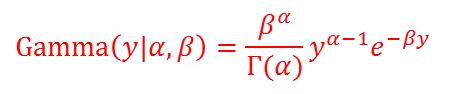 Gamma(y|α, β) = β^α / Γ(α) y^(α−1) e^(−βy)